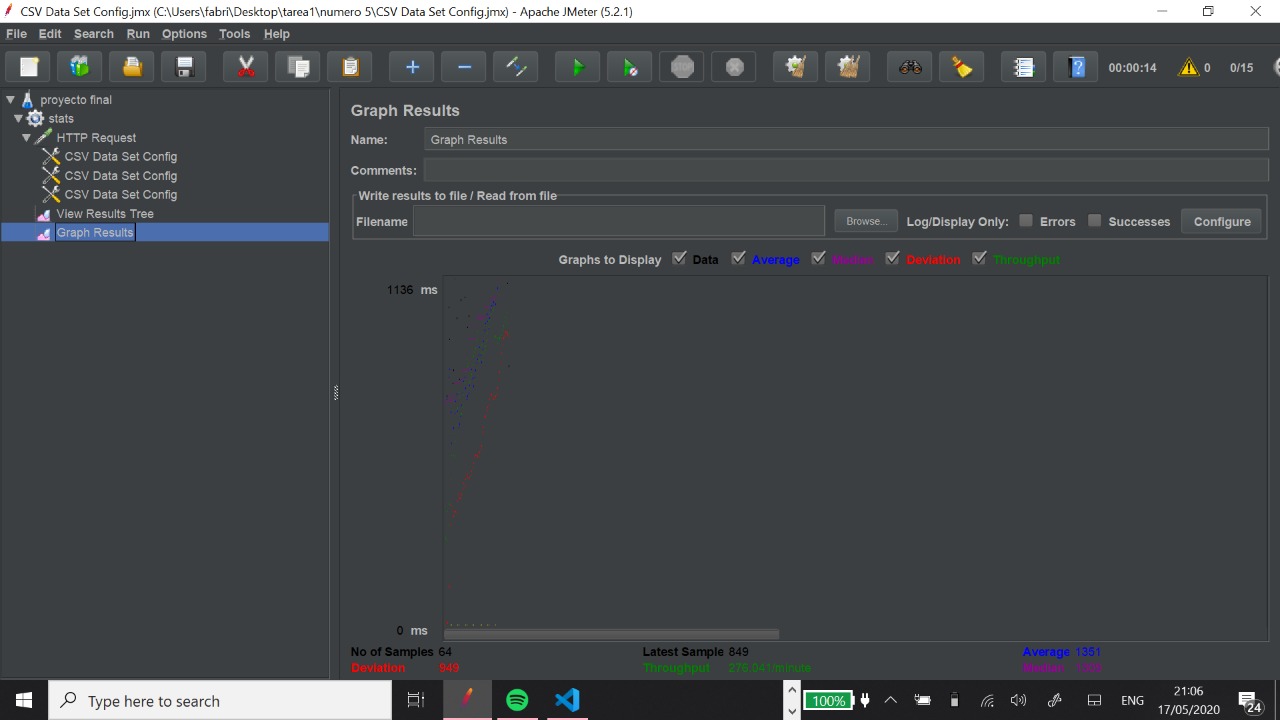 CSV Data Set Config.jmx (C:\Users\fabri\Desktop\tarea1\numero 5\CSV Data Set Config.jmx) - Apache JMeter (5.2.1)
File Edit Search Run Options Tools Help
STOP 00:00:14 0 0/15
proyecto final
stats
HTTP Request
CSV Data Set Config
CSV Data Set Config
CSV Data Set Config
View Results Tree
Graph Results
Graph Results
Name: Graph Results
Comments:
Write results to file / Read from file
Filename Browse... Log/Display Only: Errors Successes Configure
Graphs to Display Data Average Median Deviation Throughput
1136 ms
0 ms
No of Samples 64 Latest Sample 849 Average 1351
Deviation 949 Throughput 276.041/minute Median
Type here to search 100% ENG 21:06
17/05/2020 24